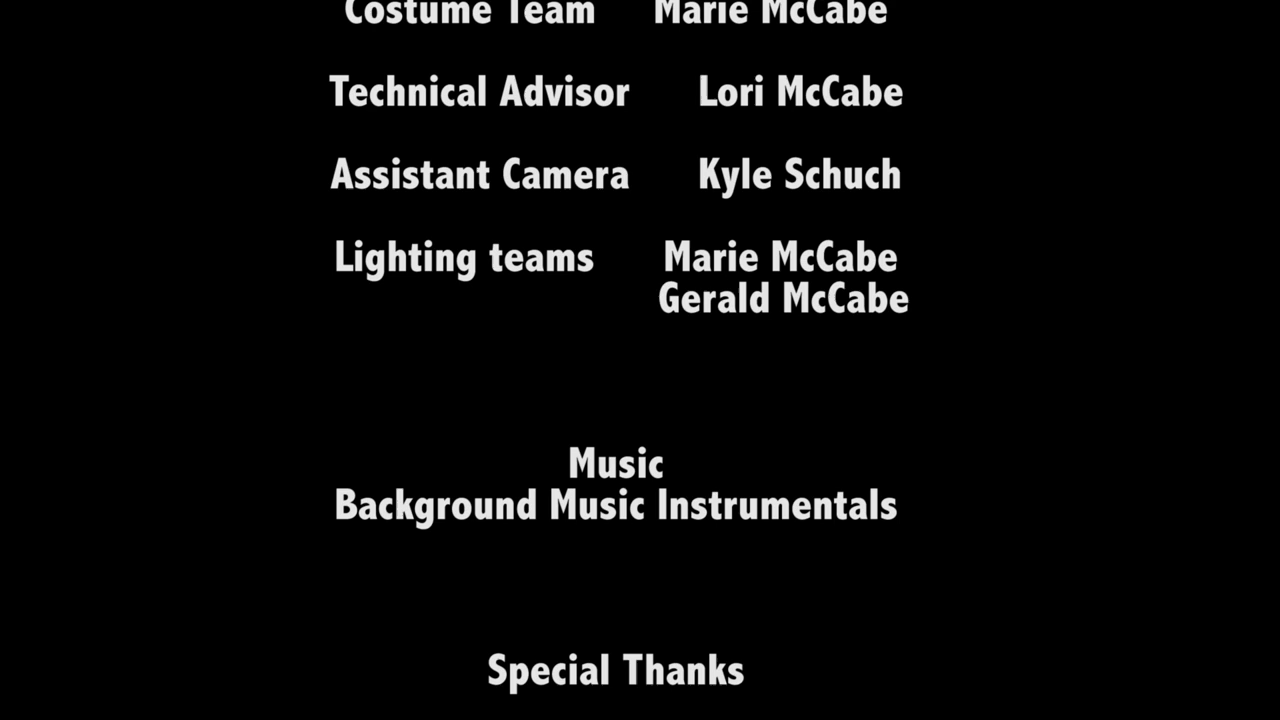 Costume Team Marie McCabe
Technical Advisor Lori McCabe
Assistant Camera Kyle Schuch
Lighting teams Marie McCabe
Gerald McCabe
Music
Background Music Instrumentals
Special Thanks